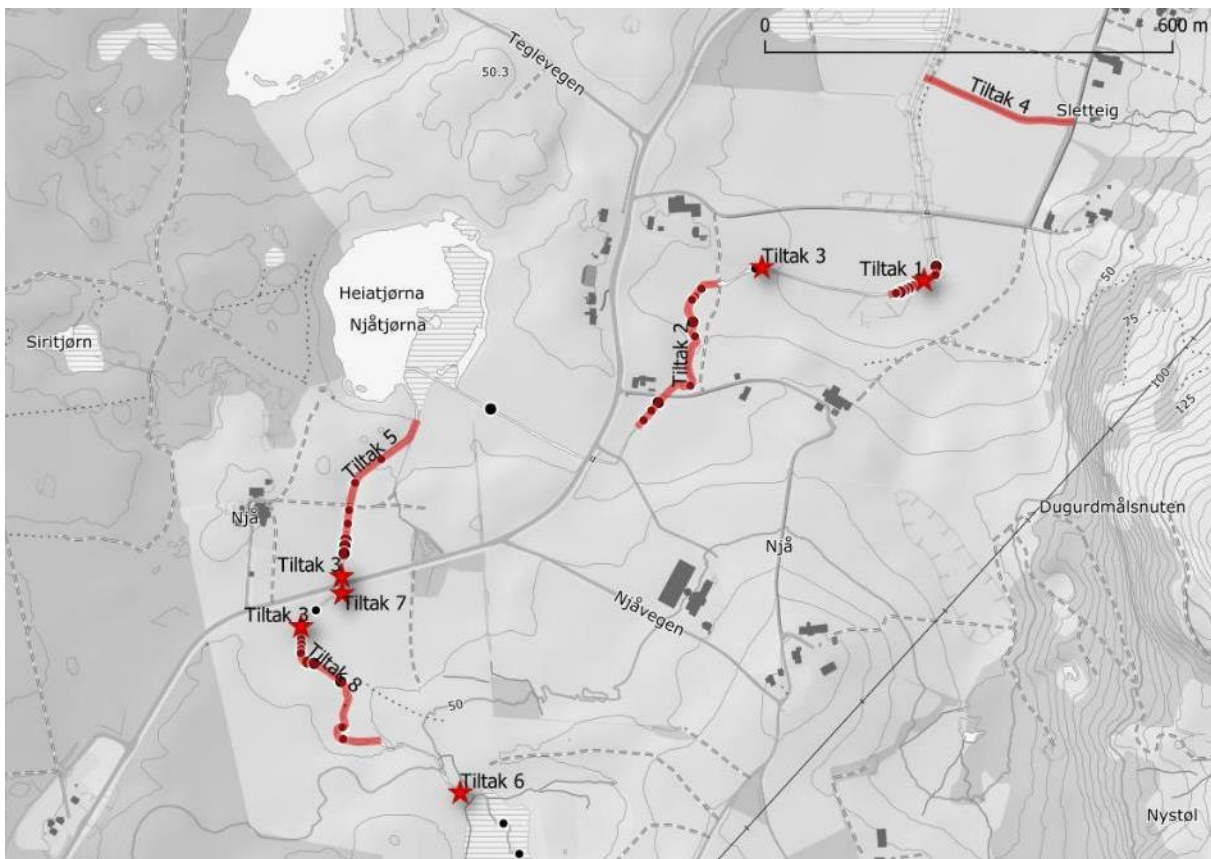 0
600 m
Teglevegen
50.3
Tiltak 4
Sletteig
Tiltak 3
Tiltak 1
50
Heiatjørna
Njåtjørna
Siritjørn
Tiltak 2
75
100
125
Tiltak 5
Njå
Dugurdmålsnuten
Njå
Tiltak 3
Tiltak 7
Njåvegen
Tiltak 3
Tiltak 8
50
Tiltak 6
Nystøl